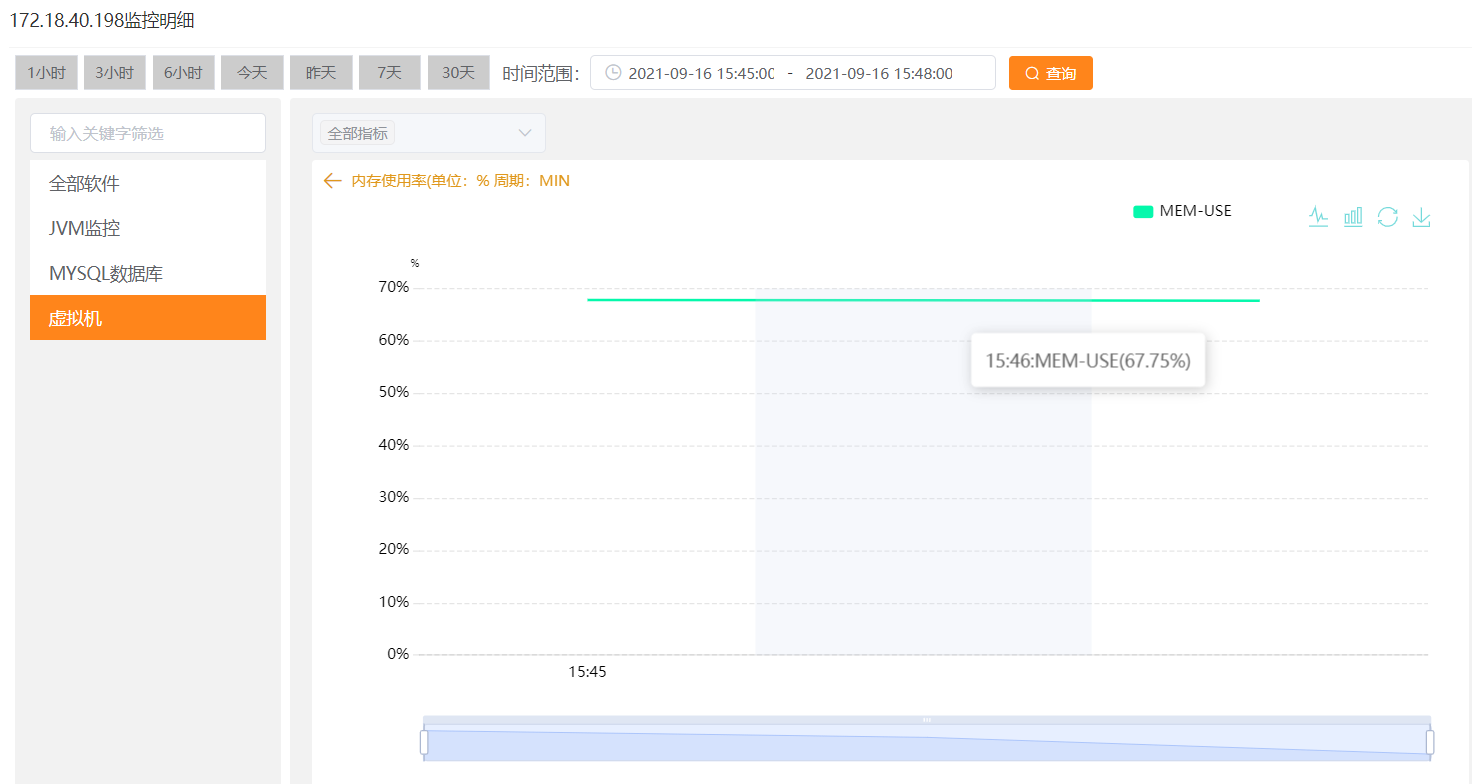 172.18.40.198监控明细
1小时 3小时 6小时 今天 昨天 7天 30天 时间范围： 2021-09-16 15:45:00 - 2021-09-16 15:48:00 查询
输入关键字筛选
全部软件
JVM监控
MYSQL数据库
虚拟机
全部指标
内存使用率(单位：% 周期：MIN
MEM-USE
%
70%
60%
15:46:MEM-USE(67.75%)
50%
40%
30%
20%
10%
0%
15:45